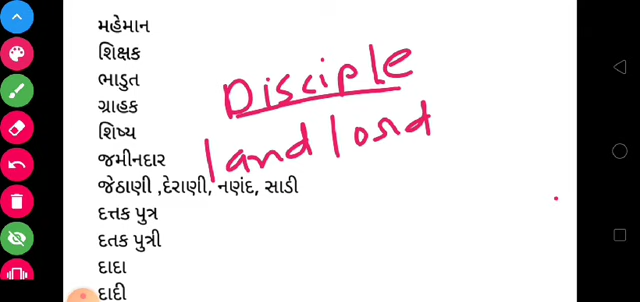 મહેમાન
શિક્ષક
ભાડુત
ગ્રાહક
શિષ્ય
જમીનદાર
જેઠાણી ,દેરાણી, નણંદ, સાડી
દત્તક પુત્ર
દતક પુત્રી
દાદા
દાદી
Disciple
landlord